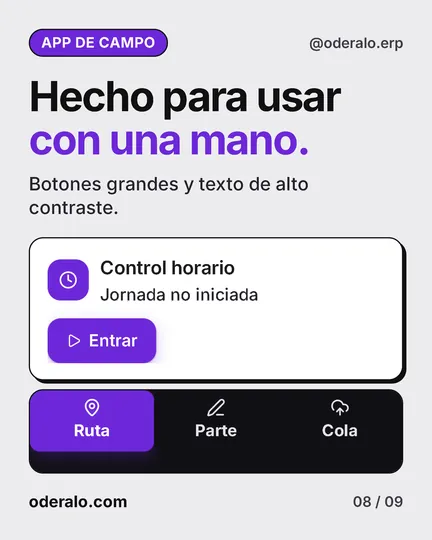 APP DE CAMPO
@oderalo.erp
Hecho para usar
con una mano.
Botones grandes y texto de alto
contraste.
Control horario
Jornada no iniciada
Entrar
Ruta
Parte
Cola
oderalo.com
08 / 09